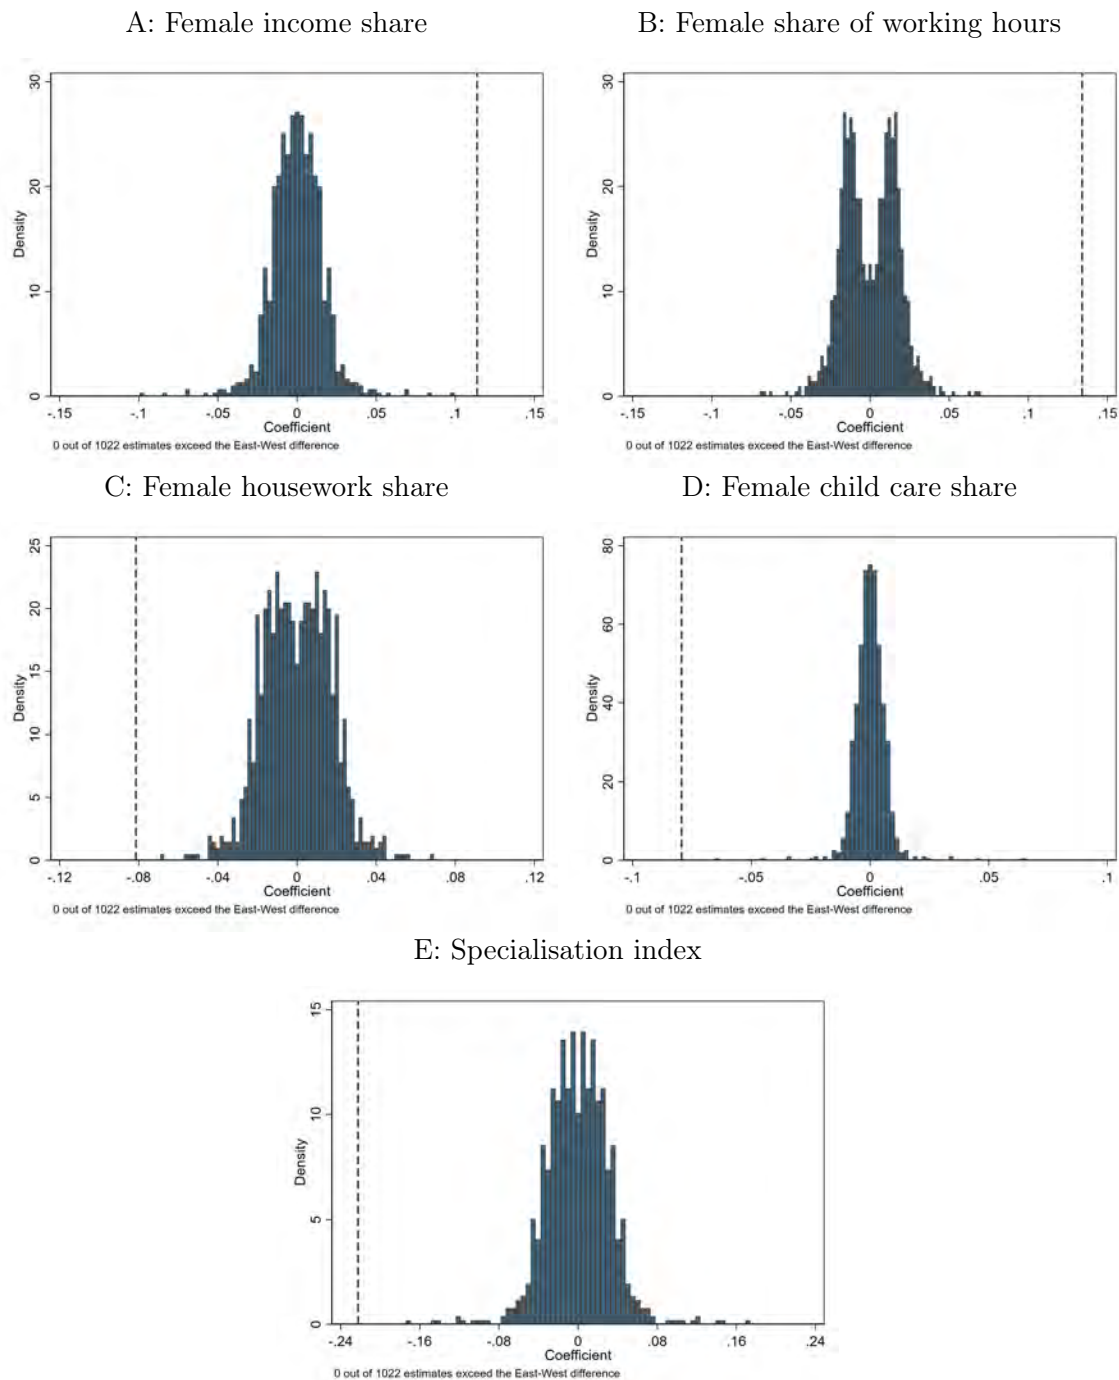 A: Female income share
B: Female share of working hours
30
20
10
0
Density
-.15 -.1 -.05 0 .05 .1 .15
Coefficient
0 out of 1022 estimates exceed the East-West difference
30
20
10
0
Density
-.15 -.1 -.05 0 .05 .1 .15
Coefficient
0 out of 1022 estimates exceed the East-West difference
C: Female housework share
D: Female child care share
25
20
15
10
5
0
Density
-.12 -.08 -.04 0 .04 .08 .12
Coefficient
0 out of 1022 estimates exceed the East-West difference
80
60
40
20
0
Density
-.1 -.05 0 .05 .1
Coefficient
0 out of 1022 estimates exceed the East-West difference
E: Specialisation index
15
10
5
0
Density
-.24 -.16 -.08 0 .08 .16 .24
Coefficient
0 out of 1022 estimates exceed the East-West difference